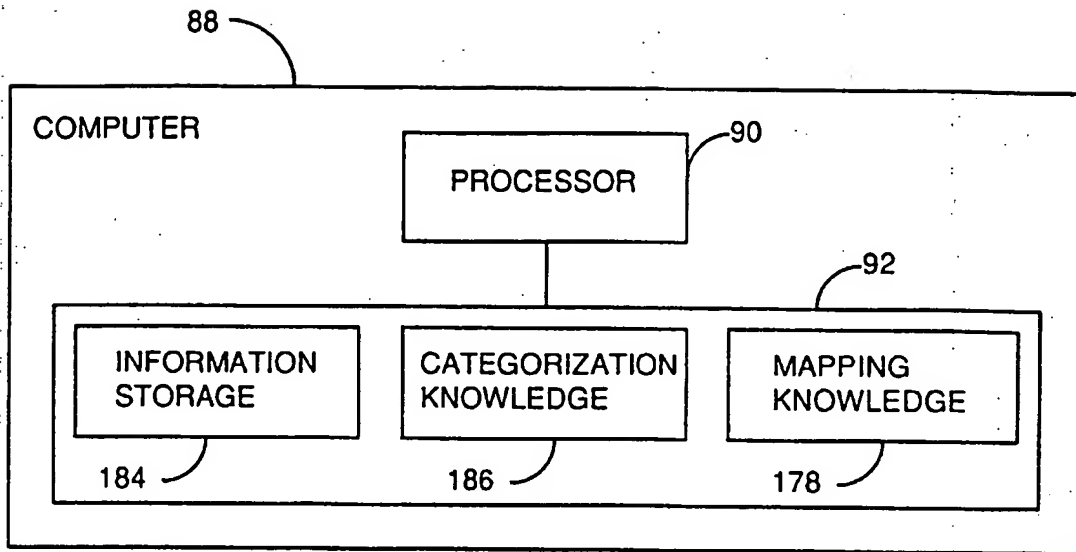 88
COMPUTER
90
PROCESSOR
92
INFORMATION
STORAGE
CATEGORIZATION
KNOWLEDGE
MAPPING
KNOWLEDGE
184
186
178